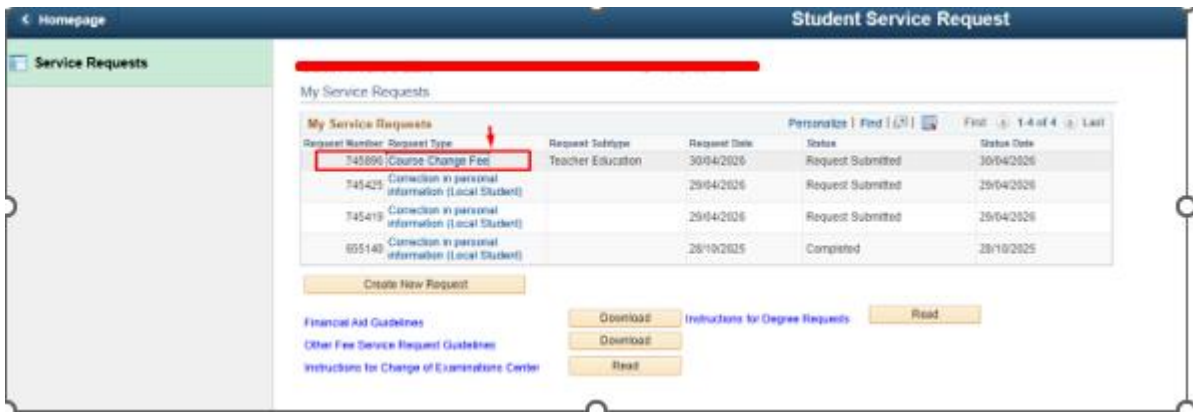 Homepage
Student Service Request
Service Requests
My Service Requests
My Service Requests Personalize | Find | First 1-4 of 4 Last
Request Number Request Type Request Subtype Request Date Status Status Date
745896 Course Change Fee Teacher Education 30/04/2026 Request Submitted 30/04/2026
745425 Correction in personal information (Local Student) 29/04/2026 Request Submitted 29/04/2026
745419 Correction in personal information (Local Student) 29/04/2026 Request Submitted 29/04/2026
655140 Correction in personal information (Local Student) 28/10/2025 Completed 28/10/2025
Create New Request
Financial Aid Guidelines Download Instructions for Degree Requests Read
Other Fee Service Request Guidelines Download
Instructions for Change of Examinations Center Read